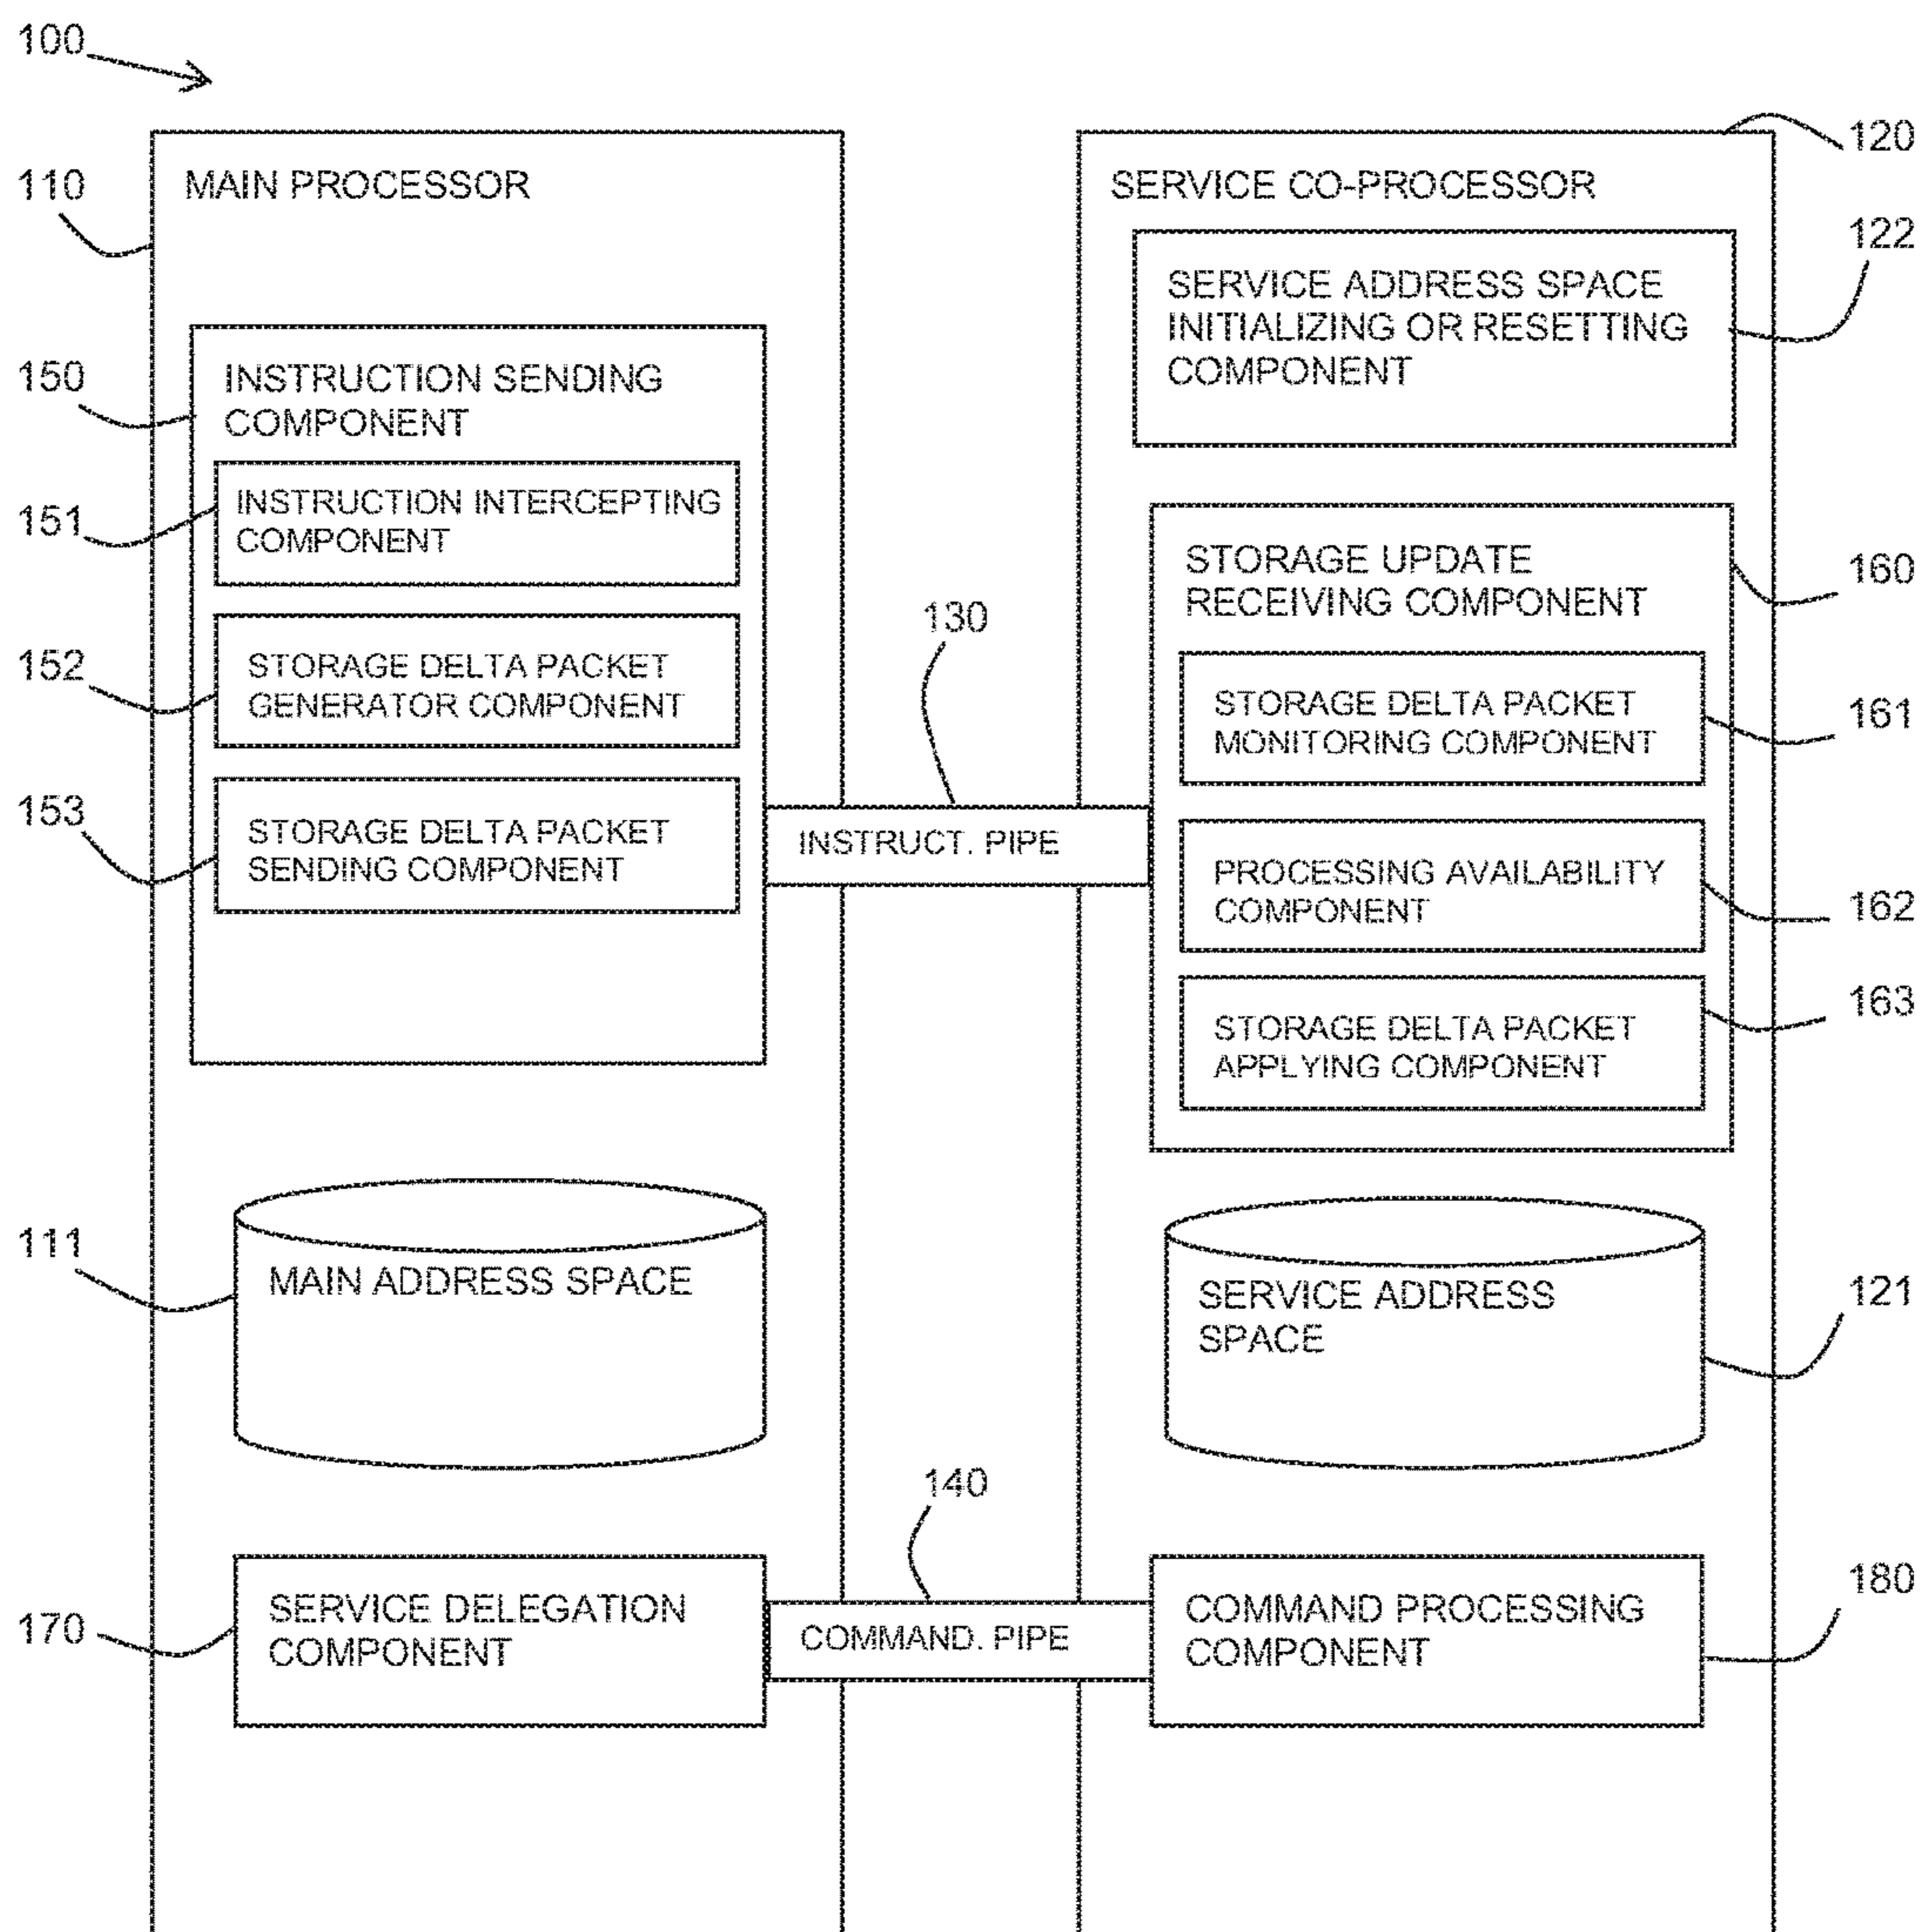 100
110
MAIN PROCESSOR
150
INSTRUCTION SENDING
COMPONENT
151
INSTRUCTION INTERCEPTING
COMPONENT
152
STORAGE DELTA PACKET
GENERATOR COMPONENT
153
STORAGE DELTA PACKET
SENDING COMPONENT
111
MAIN ADDRESS SPACE
170
SERVICE DELEGATION
COMPONENT
130
INSTRUCT. PIPE
140
COMMAND. PIPE
120
SERVICE CO-PROCESSOR
122
SERVICE ADDRESS SPACE
INITIALIZING OR RESETTING
COMPONENT
160
STORAGE UPDATE
RECEIVING COMPONENT
161
STORAGE DELTA PACKET
MONITORING COMPONENT
162
PROCESSING AVAILABILITY
COMPONENT
163
STORAGE DELTA PACKET
APPLYING COMPONENT
121
SERVICE ADDRESS
SPACE
180
COMMAND PROCESSING
COMPONENT